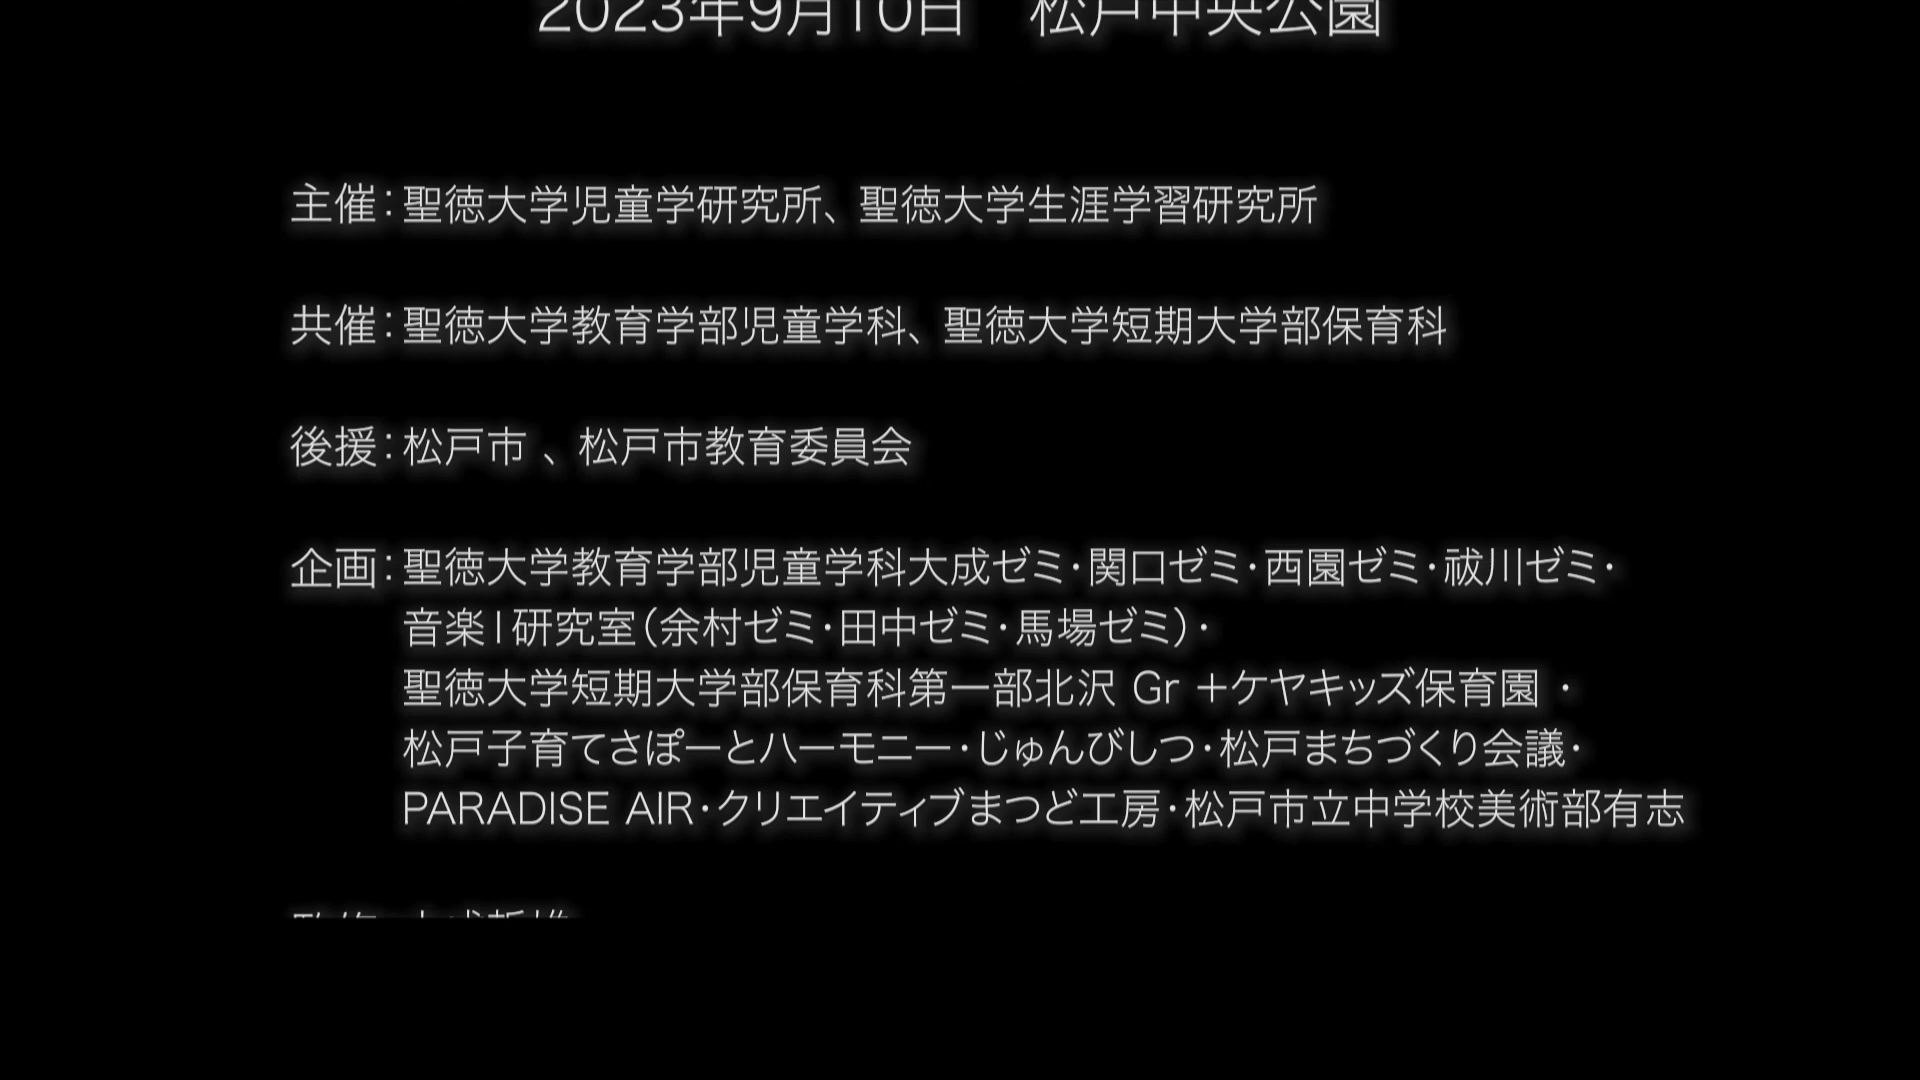 2023年9月10日　松戸中央公園
主催：聖徳大学児童学研究所、聖徳大学生涯学習研究所
共催：聖徳大学教育学部児童学科、聖徳大学短期大学部保育科
後援：松戸市 、松戸市教育委員会
企画：聖徳大学教育学部児童学科大成ゼミ・関口ゼミ・西園ゼミ・祓川ゼミ・
音楽Ⅰ研究室（余村ゼミ・田中ゼミ・馬場ゼミ）・
聖徳大学短期大学部保育科第一部北沢 Gr ＋ケヤキッズ保育園 ・
松戸子育てさぽーとハーモニー・じゅんびしつ・松戸まちづくり会議・
PARADISE AIR・クリエイティブまつど工房・松戸市立中学校美術部有志